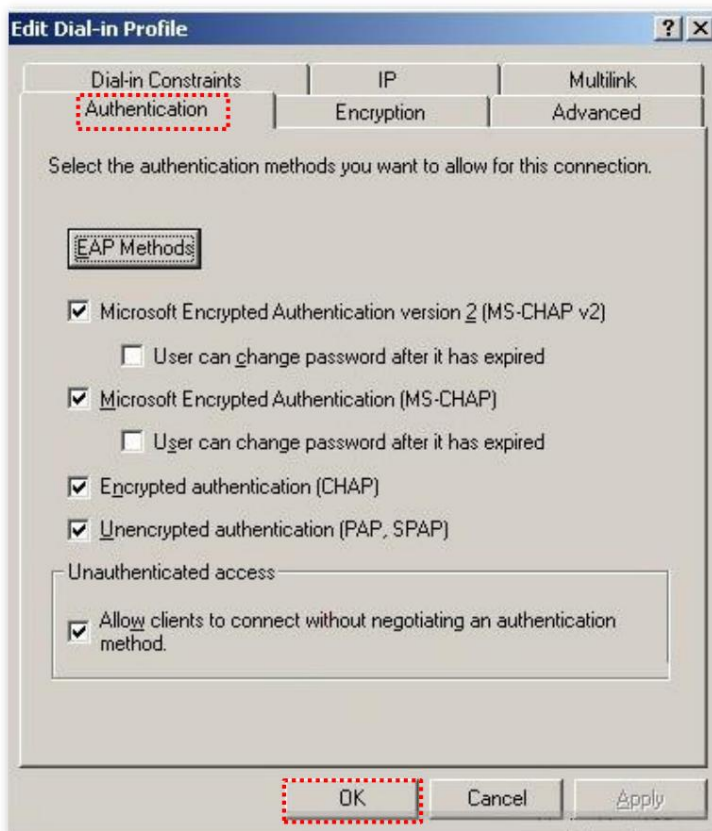 Edit Dial-in Profile
Dial-in Constraints IP Multilink
Authentication Encryption Advanced
Select the authentication methods you want to allow for this connection.
EAP Methods
Microsoft Encrypted Authentication version 2 (MS-CHAP v2)
User can change password after it has expired
Microsoft Encrypted Authentication (MS-CHAP)
User can change password after it has expired
Encrypted authentication (CHAP)
Unencrypted authentication (PAP, SPAP)
Unauthenticated access
Allow clients to connect without negotiating an authentication
method.
OK Cancel Apply